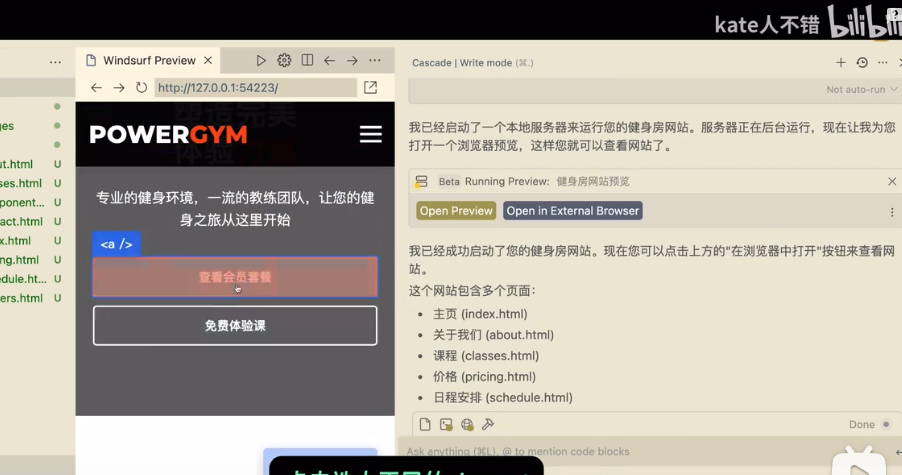 kate人不错 bilibili
Windsurf Preview
http://127.0.0.1:54223/
塑造完美
体验
POWERGYM
专业的健身环境，一流的教练团队，让您的健
身之旅从这里开始
<a />
查看会员套餐
免费体验课
ges
ut.html U
ses.html U
ponent... U
act.html U
x.html U
ng.html U
dule.ht... U
ers.html U
Cascade | Write mode (⌘.)
Not auto-run
我已经启动了一个本地服务器来运行您的健身房网站。服务器正在后台运行，现在让我为您
打开一个浏览器预览，这样您就可以查看网站了。
Beta Running Preview: 健身房网站预览
Open Preview Open in External Browser
我已经成功启动了您的健身房网站。现在您可以点击上方的"在浏览器中打开"按钮来查看网
站。
这个网站包含多个页面：
• 主页 (index.html)
• 关于我们 (about.html)
• 课程 (classes.html)
• 价格 (pricing.html)
• 日程安排 (schedule.html)
Done
Ask anything (⌘L), @ to mention code blocks